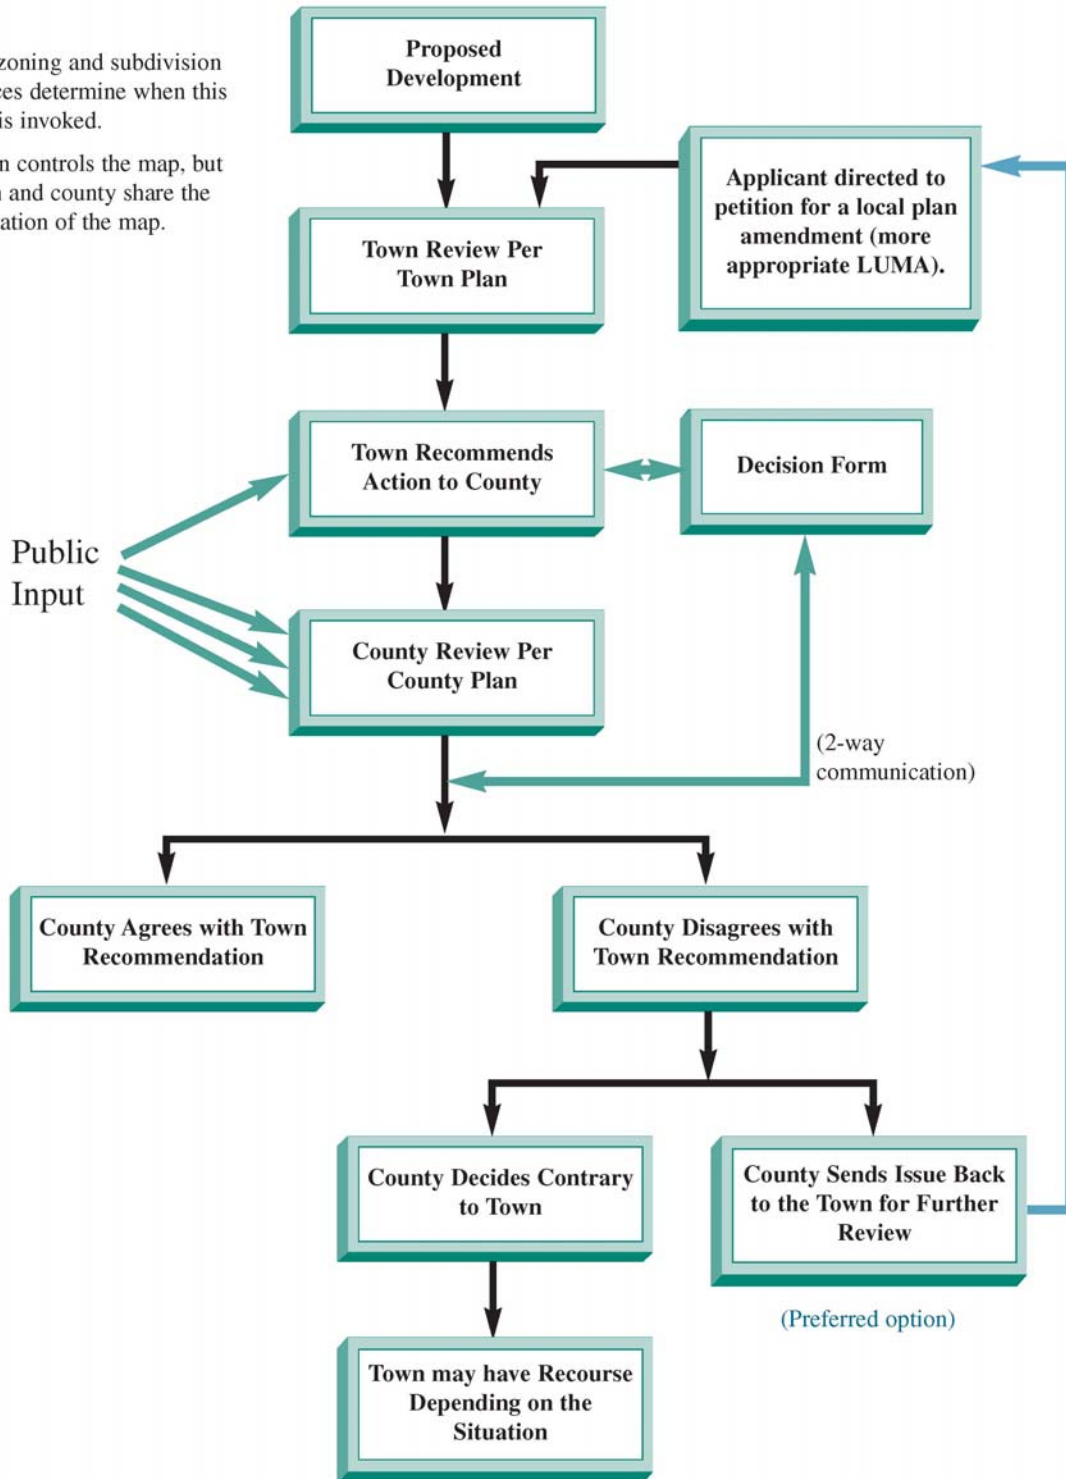 Proposed
Development
zoning and subdivision
determine when this
is invoked.
controls the map, but
and county share the
of the map.
Applicant directed to
petition for a local plan
amendment (more
appropriate LUMA).
Town Review Per
Town Plan
Town Recommends
Action to County
Decision Form
Public
Input
County Review Per
County Plan
(2-way
communication)
County Agrees with Town
Recommendation
County Disagrees with
Town Recommendation
County Decides Contrary
to Town
County Sends Issue Back
to the Town for Further
Review
(Preferred option)
Town may have Recourse
Depending on the
Situation